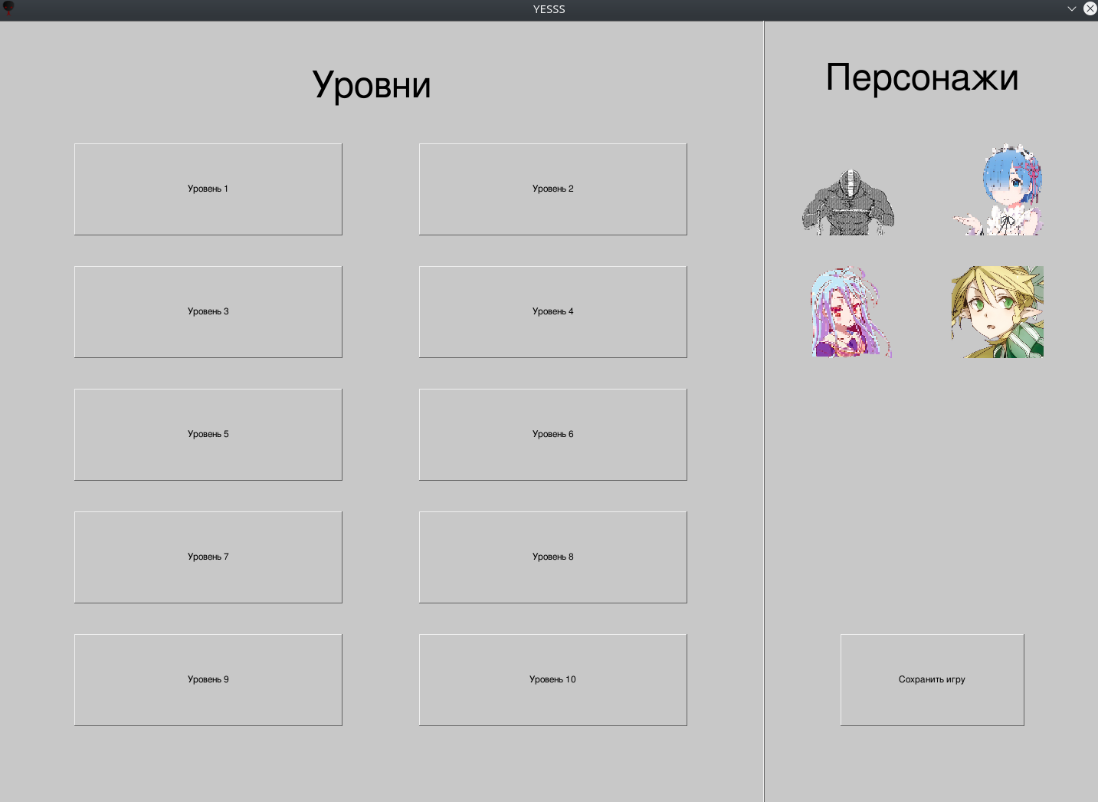 YESSS
Уровни
Уровень 1
Уровень 2
Уровень 3
Уровень 4
Уровень 5
Уровень 6
Уровень 7
Уровень 8
Уровень 9
Уровень 10
Персонажи
Сохранить игру